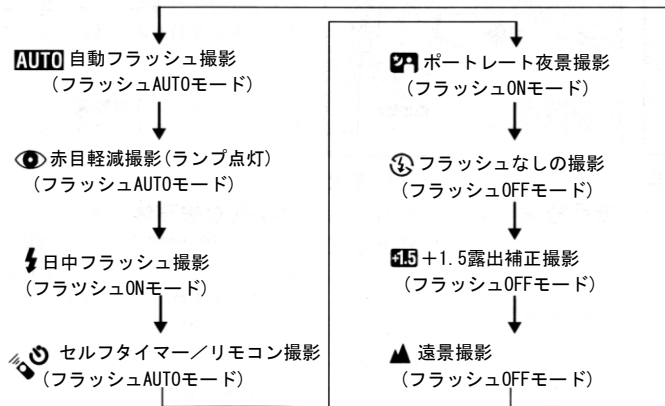 AUTO 自動フラッシュ撮影
(フラッシュAUTOモード)
赤目軽減撮影(ランプ点灯)
(フラッシュAUTOモード)
日中フラッシュ撮影
(フラツシュONモード)
セルフタイマー／リモコン撮影
(フラッシュAUTOモード)
ポートレート夜景撮影
(フラッシュONモード)
フラッシュなしの撮影
(フラッシュOFFモード)
+1.5 ＋1.5露出補正撮影
(フラッシュOFFモード)
遠景撮影
(フラッシュOFFモード)